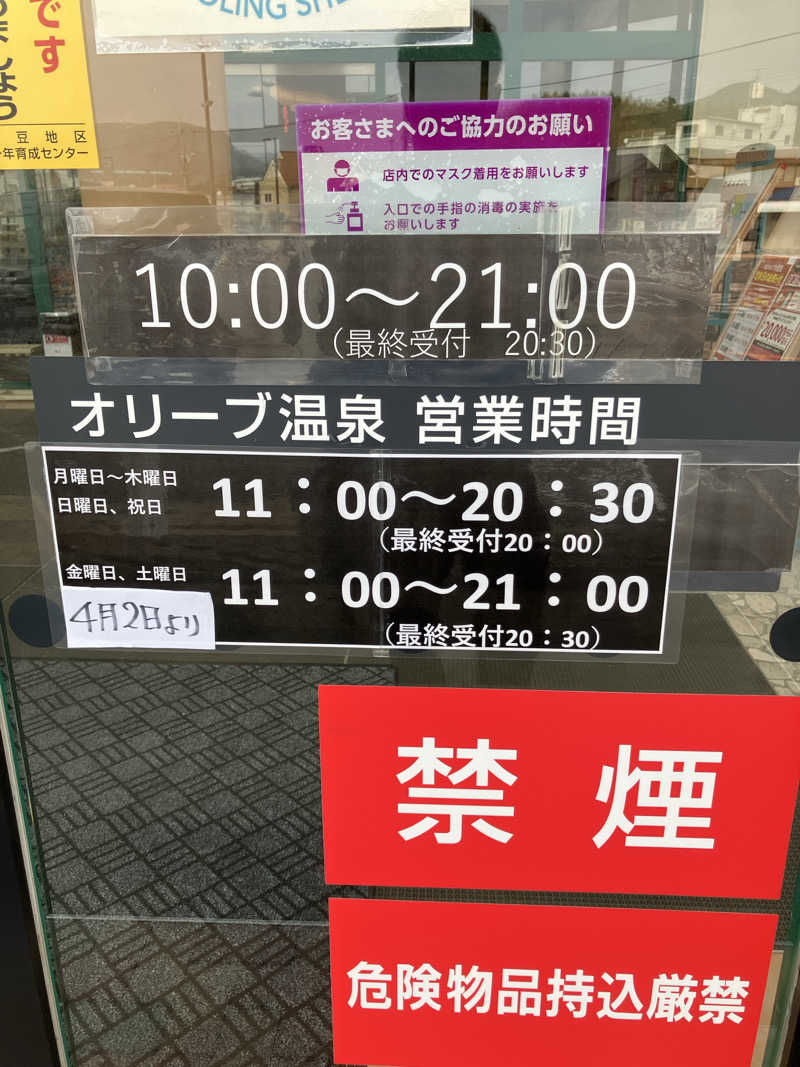 です
ましょう
豆地区
年育成センター
お客さまへのご協力のお願い
店内でのマスク着用をお願いします
入口での手指の消毒の実施を
お願いします
10:00～21:00
（最終受付　20:30）
20,000円
オリーブ温泉 営業時間
月曜日～木曜日
日曜日、祝日
11：00～20：30
（最終受付20：00）
金曜日、土曜日
11：00～21：00
4月2日より
（最終受付20：30）
禁煙
危険物品持込厳禁